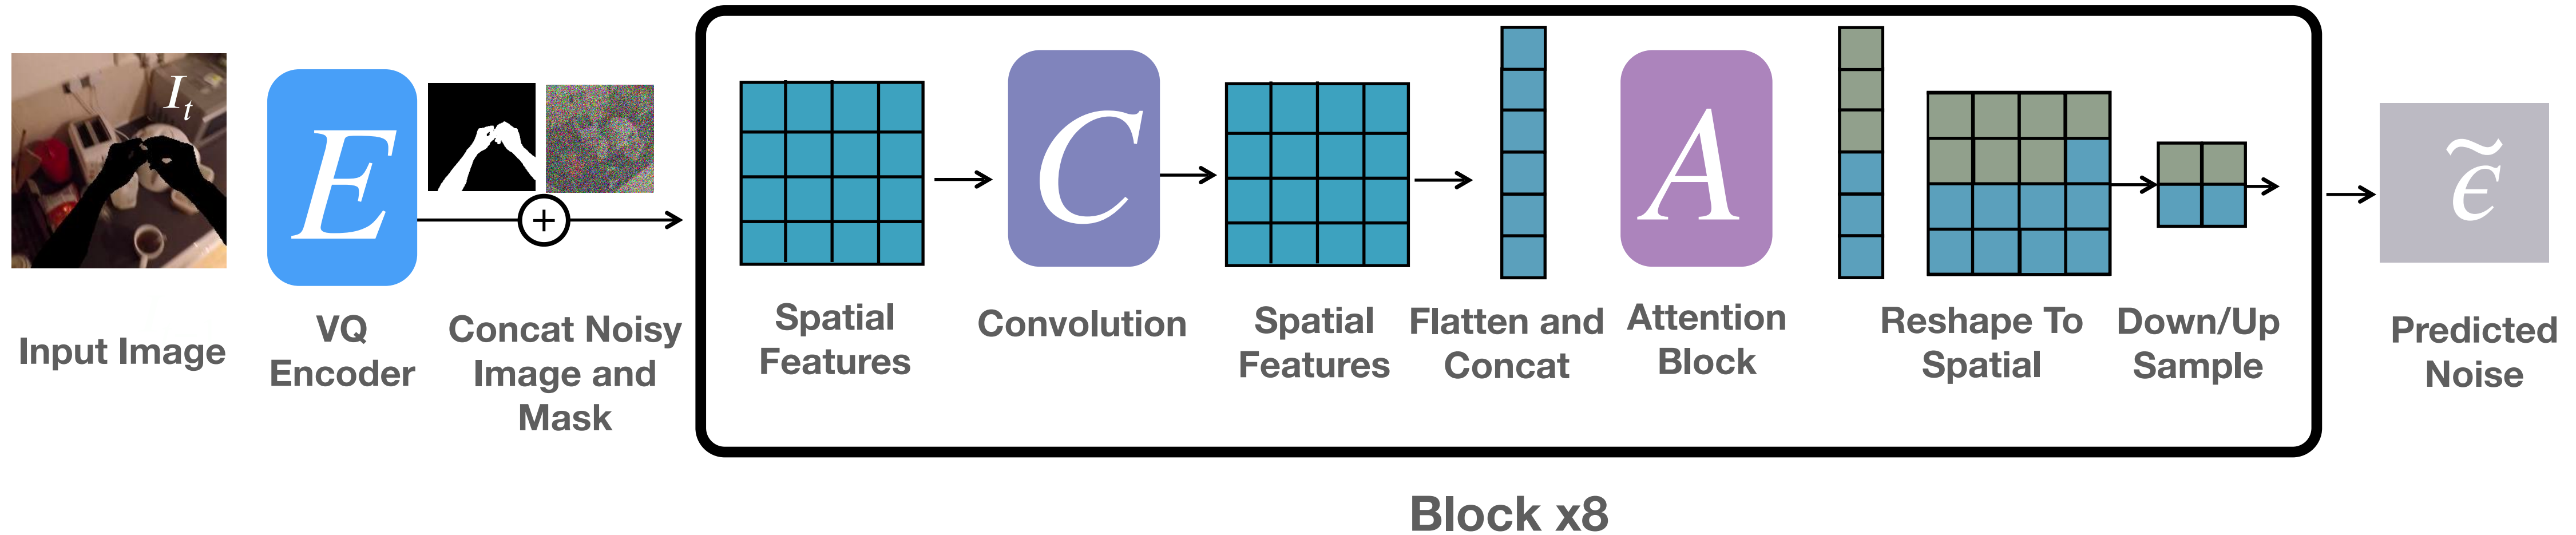 I_t
Input Image
E
VQ
Encoder
+
Concat Noisy
Image and
Mask
Spatial
Features
C
Convolution
Spatial
Features
Flatten and
Concat
A
Attention
Block
Reshape To
Spatial
Down/Up
Sample
ϵ̃
Predicted
Noise
Block x8